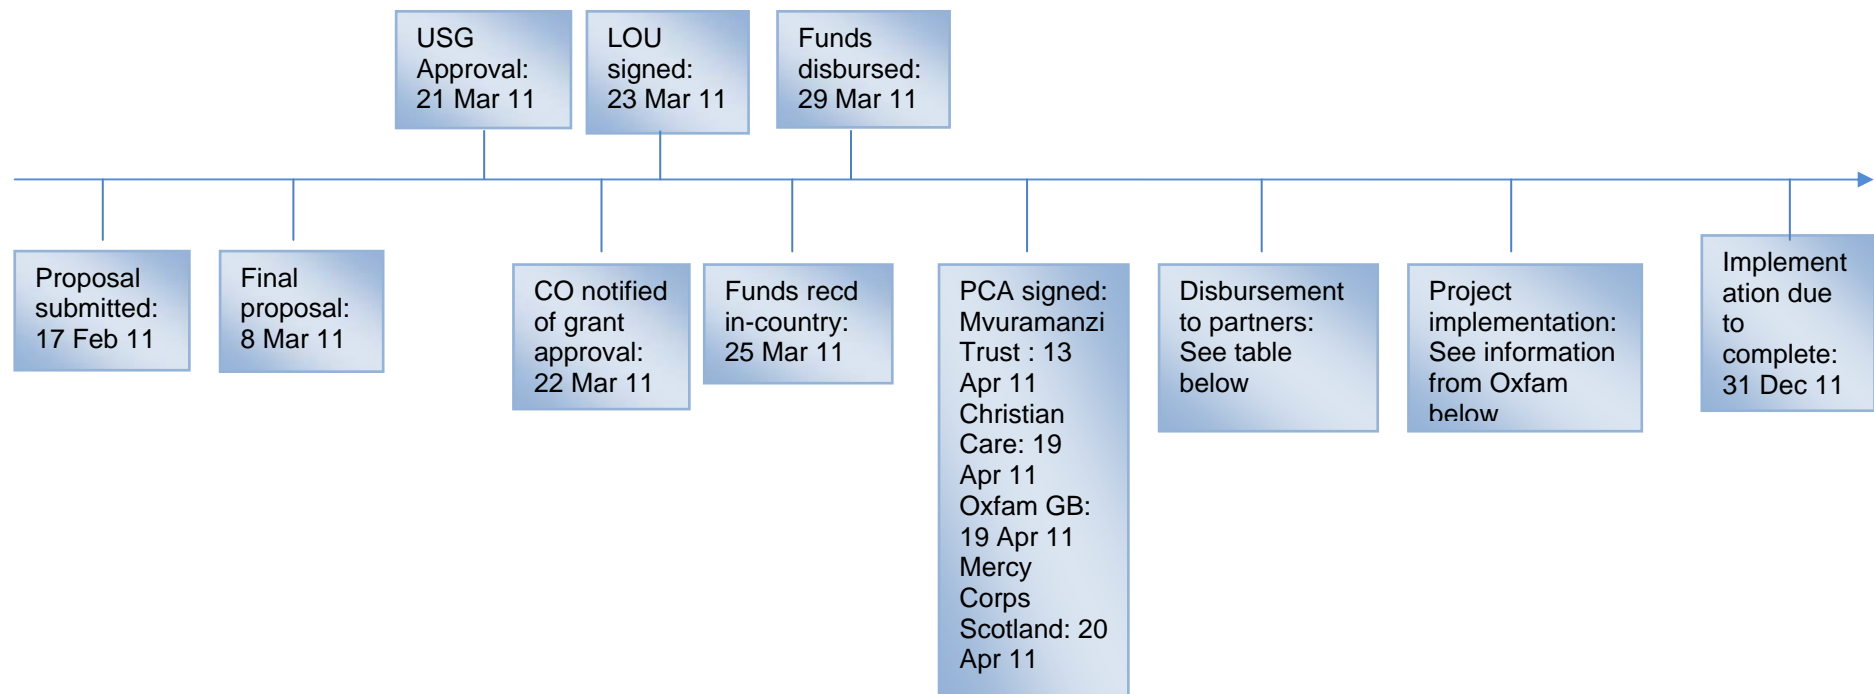 USG
Approval:
21 Mar 11
LOU
signed:
23 Mar 11
Funds
disbursed:
29 Mar 11
Proposal
submitted:
17 Feb 11
Final
proposal:
8 Mar 11
CO notified
of grant
approval:
22 Mar 11
Funds recd
in-country:
25 Mar 11
PCA signed:
Mvuramanzi
Trust : 13
Apr 11
Christian
Care: 19
Apr 11
Oxfam GB:
19 Apr 11
Mercy
Corps
Scotland: 20
Apr 11
Disbursement
to partners:
See table
below
Project
implementation:
See information
from Oxfam
below
Implement
ation due
to
complete:
31 Dec 11